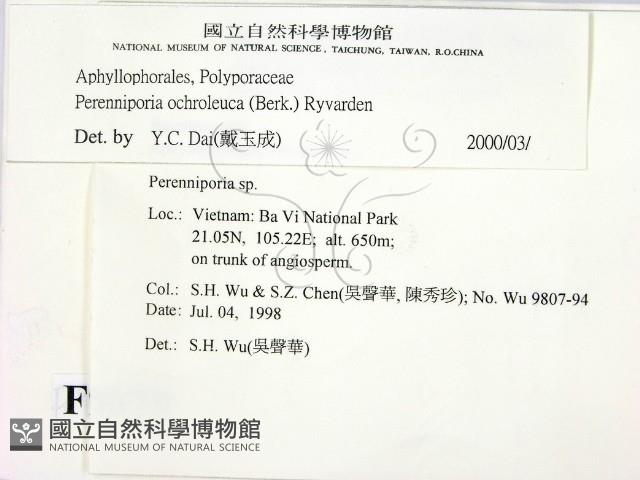 國立自然科學博物館
NATIONAL MUSEUM OF NATURAL SCIENCE, TAICHUNG, TAIWAN, R.O.CHINA
Aphyllophorales, Polyporaceae
Perenniporia ochroleuca (Berk.) Ryvarden
Det. by Y.C. Dai(戴玉成) 2000/03/
Perenniporia sp.
Loc.: Vietnam: Ba Vi National Park
21.05N, 105.22E; alt. 650m;
on trunk of angiosperm.
Col.: S.H. Wu & S.Z. Chen(吳聲華, 陳秀珍); No. Wu 9807-94
Date: Jul. 04, 1998
Det.: S.H. Wu(吳聲華)
F
國立自然科學博物館
NATIONAL MUSEUM OF NATURAL SCIENCE